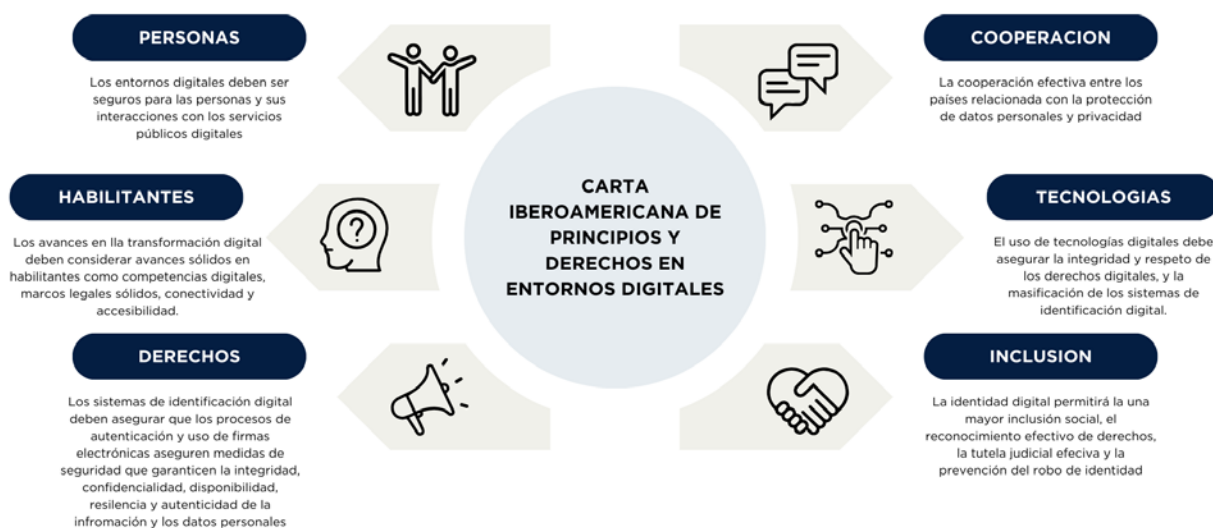 PERSONAS
Los entornos digitales deben ser
seguros para las personas y sus
interacciones con los servicios
públicos digitales
HABILITANTES
Los avances en lla transformación digital
deben considerar avances sólidos en
habilitantes como competencias digitales,
marcos legales sólidos, conectividad y
accesibilidad.
DERECHOS
Los sistemas de identificación digital
deben asegurar que los procesos de
autenticación y uso de firmas
electrónicas aseguren medidas de
seguridad que garanticen la integridad,
confidencialidad, disponibilidad,
resilencia y autenticidad de la
infromación y los datos personales
CARTA
IBEROAMERICANA DE
PRINCIPIOS Y
DERECHOS EN
ENTORNOS DIGITALES
COOPERACION
La cooperación efectiva entre los
países relacionada con la protección
de datos personales y privacidad
TECNOLOGIAS
El uso de tecnologías digitales debe
asegurar la integridad y respeto de
los derechos digitales, y la
masificación de los sistemas de
identificación digital.
INCLUSION
La identidad digital permitirá la una
mayor inclusión social, el
reconocimiento efectivo de derechos,
la tutela judicial efeciva y la
prevención del robo de identidad